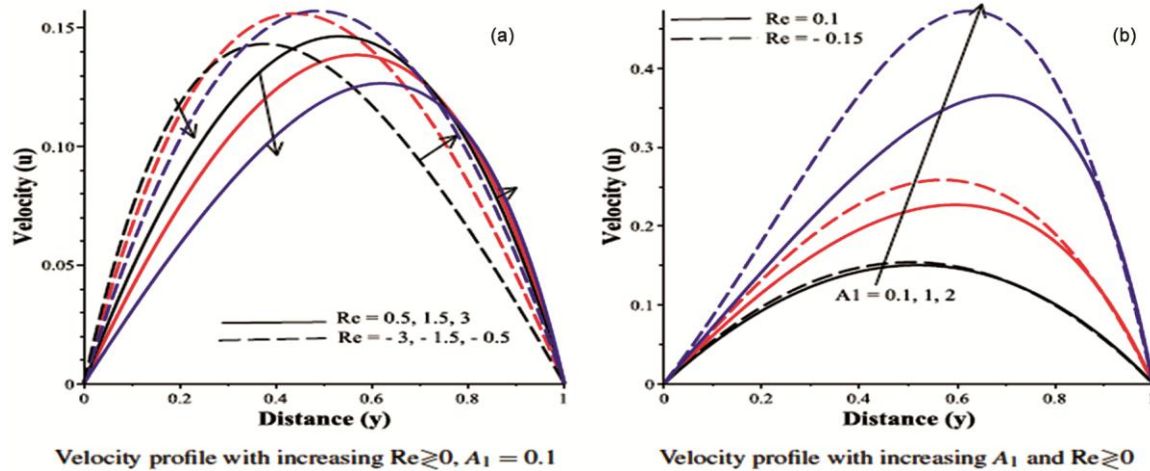 (a)
0.15
0.10
0.05
0
Velocity (u)
Re = 0.5, 1.5, 3
Re = - 3, - 1.5, - 0.5
0 0.2 0.4 0.6 0.8 1
Distance (y)
Velocity profile with increasing Re≷0, A₁ = 0.1
Re = 0.1
Re = - 0.15
(b)
0.4
0.3
0.2
0.1
0
Velocity (u)
A1 = 0.1, 1, 2
0 0.2 0.4 0.6 0.8 1
Distance (y)
Velocity profile with increasing A₁ and Re≷0